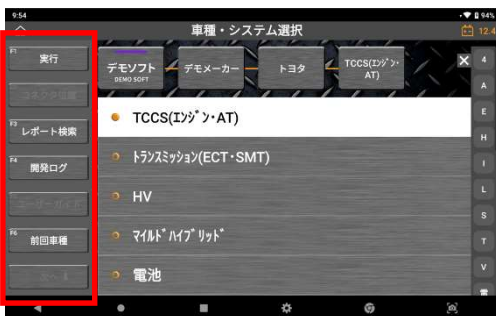 9:54
94%
車種・システム選択
12.4
F1
実行
F3
レポート検索
F4
開発ログ
F6
前回車種
デモソフト
DEMO SOFT
デモメーカー
トヨタ
TCCS(ｴﾝｼﾞﾝ･
AT)
TCCS(ｴﾝｼﾞﾝ･AT)
ﾄﾗﾝｽﾐｯｼｮﾝ(ECT･SMT)
HV
ﾏｲﾙﾄﾞﾊｲﾌﾞﾘｯﾄﾞ
電池
4
A
E
H
I
L
S
T
V
電